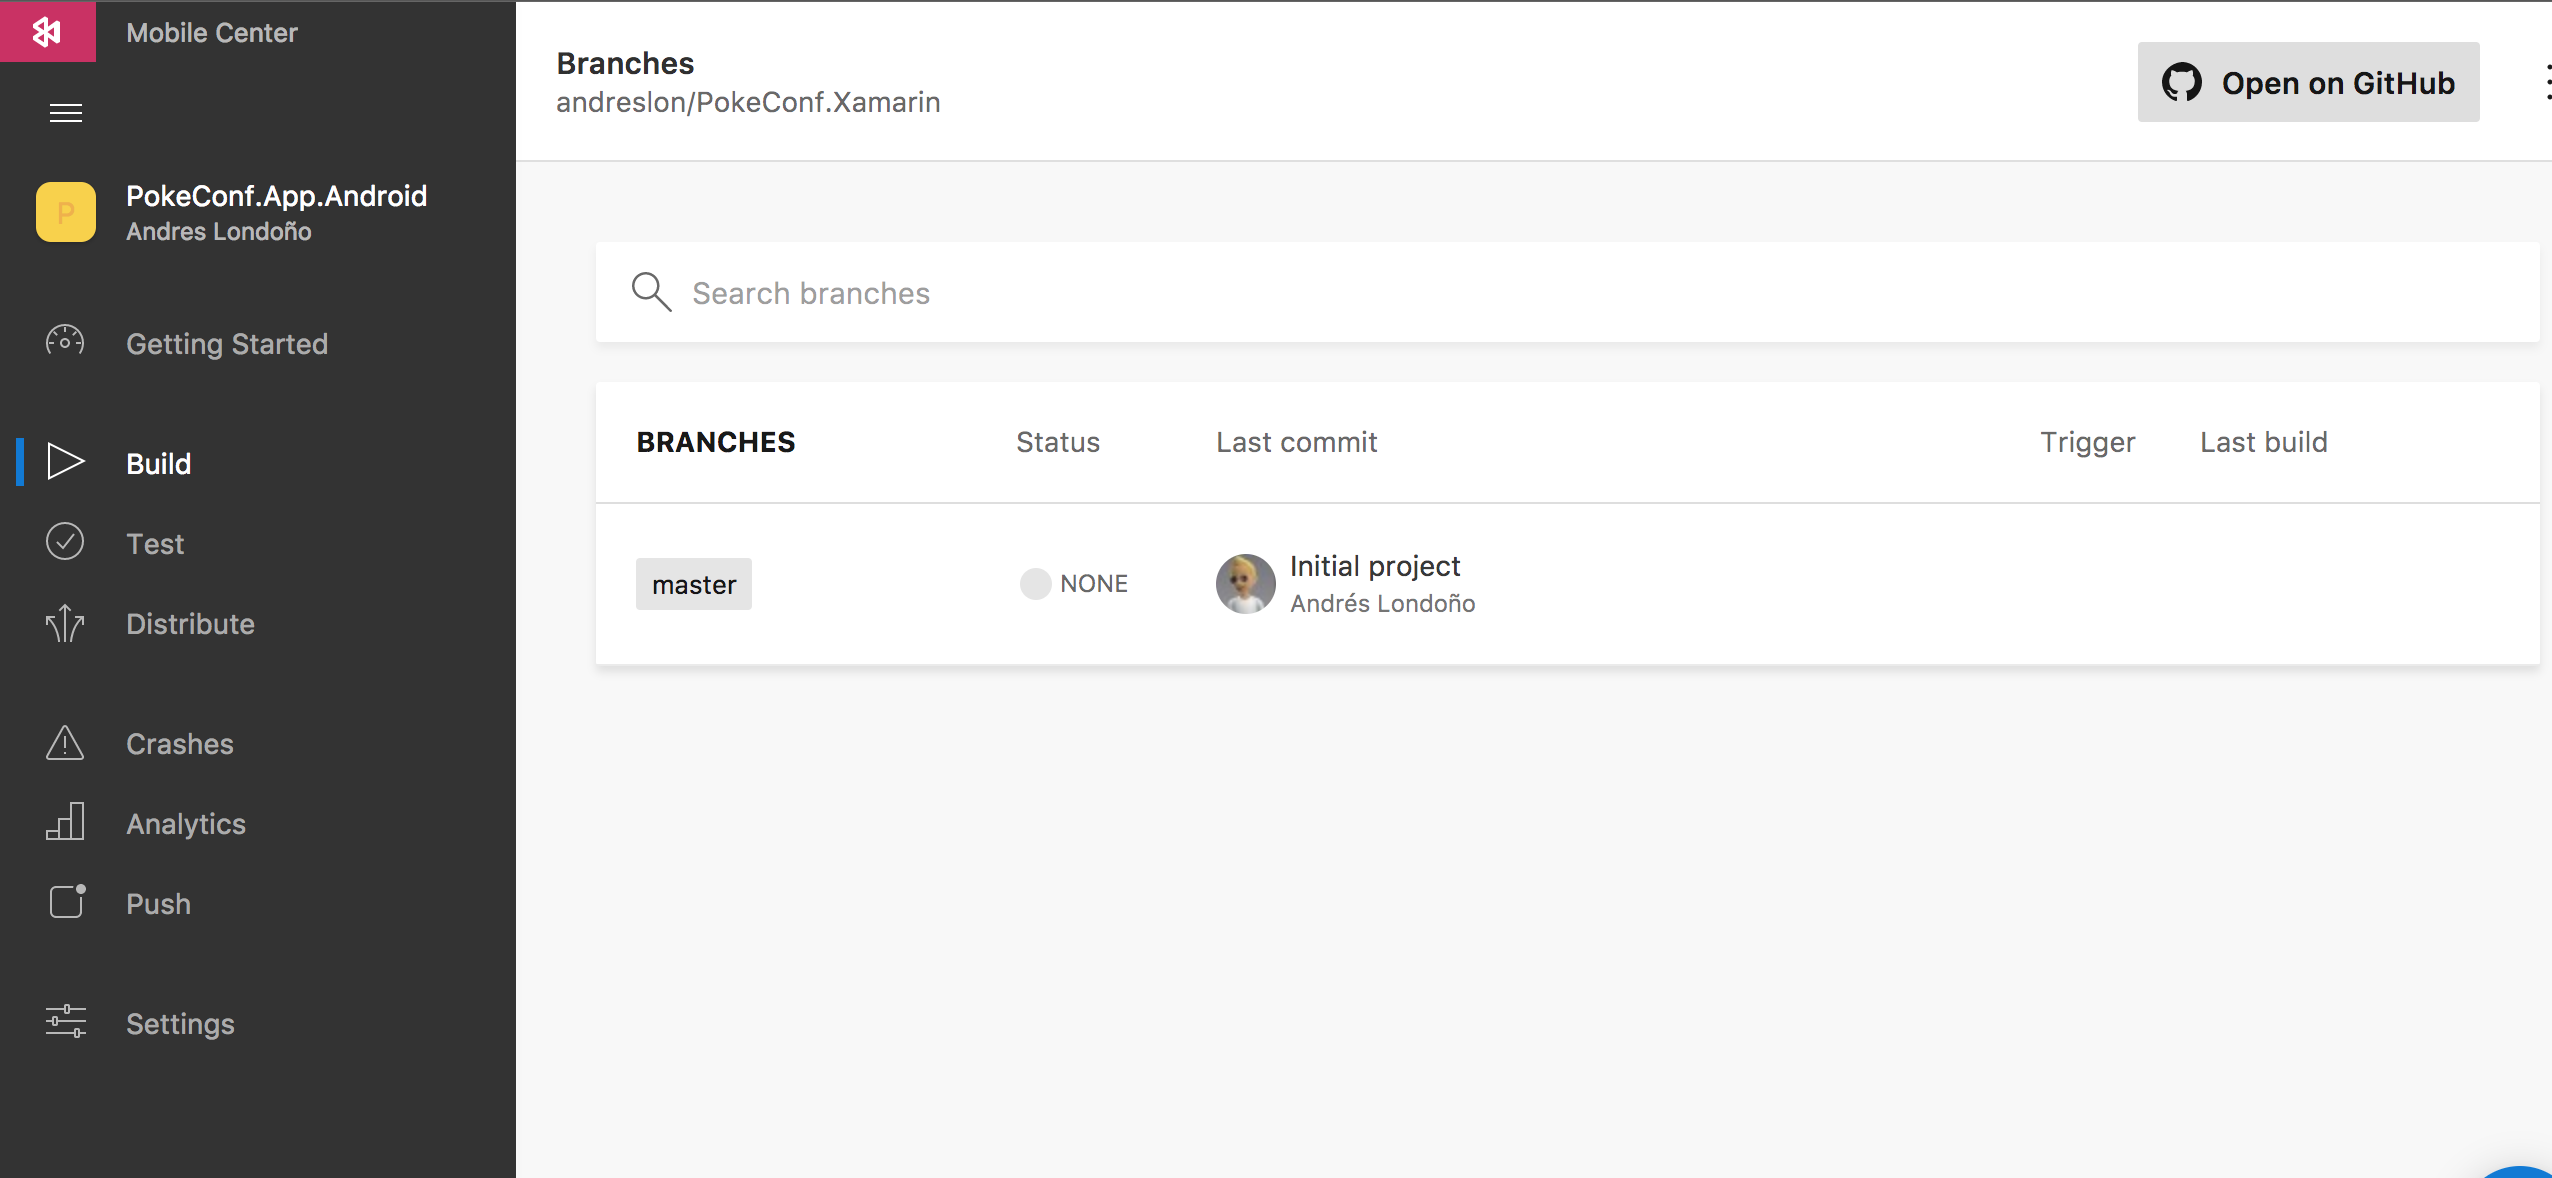 Mobile Center
PokeConf.App.Android
Andres Londoño
P
Getting Started
Build
Test
Distribute
Crashes
Analytics
Push
Settings
Branches
andreslon/PokeConf.Xamarin
Open on GitHub
Search branches
BRANCHES Status Last commit Trigger Last build
master NONE Initial project
Andrés Londoño